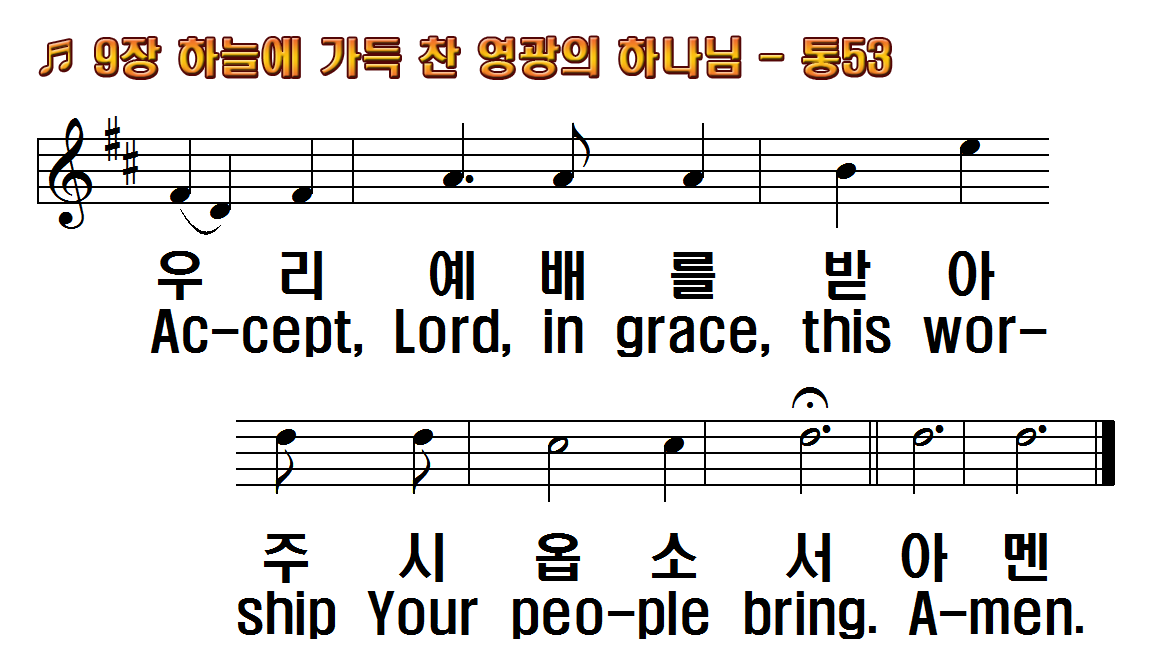 ♬ 9장 하늘에 가득 찬 영광의 하나님 - 통53
우 리 예 배 를 받 아
Ac-cept, Lord, in grace, this wor-
주 시 옵 소 서 아 멘
ship Your peo-ple bring. A-men.